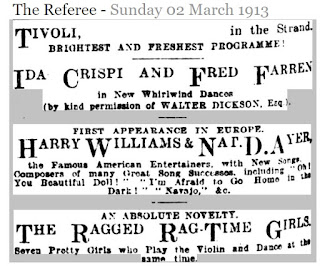 The Referee - Sunday 02 March 1913
TIVOLI, in the Strand.
BRIGHTEST AND FRESHEST PROGRAMME!
IDA CRISPI AND FRED FARREN
in New Whirlwind Dances
(by kind permission of WALTER DICKSON, Esq.).
FIRST APPEARANCE IN EUROPE.
HARRY WILLIAMS & NAT. D. AYER,
the Famous American Entertainers, with New Songs.
Composers of many Great Song Successes, including "Oh!
You Beautiful Doll!" "I'm Afraid to Go Home in the
Dark!" "Navajo," &c.
AN ABSOLUTE NOVELTY.
THE RAGGED RAG-TIME GIRLS.
Seven Pretty Girls who Play the Violin and Dance at the
same time.